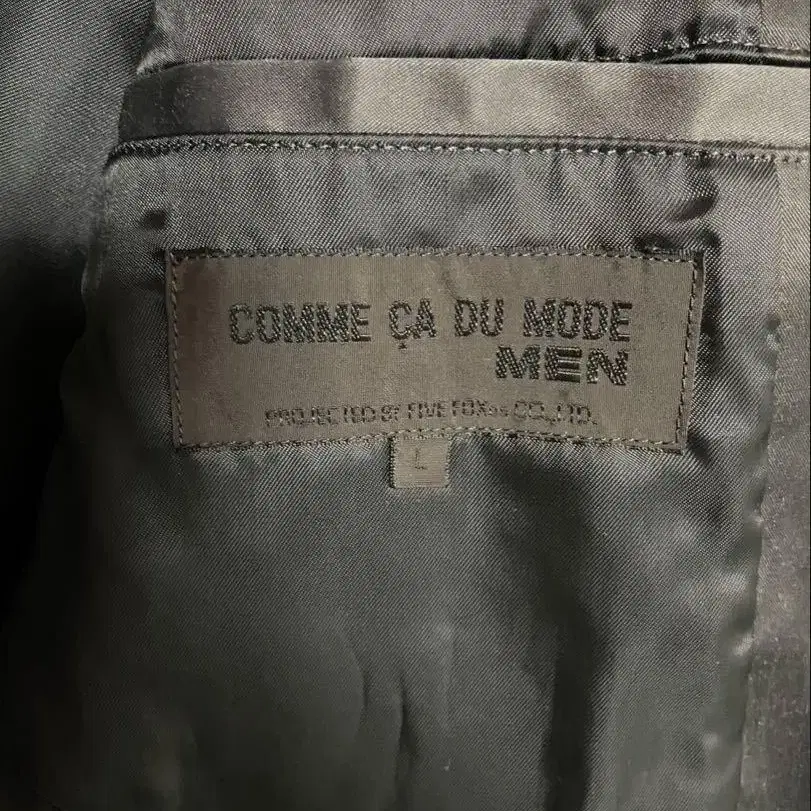 COMME ÇA DU MODE
MEN
PROJECTED BY FIVE FOXes CO.,LTD.
L